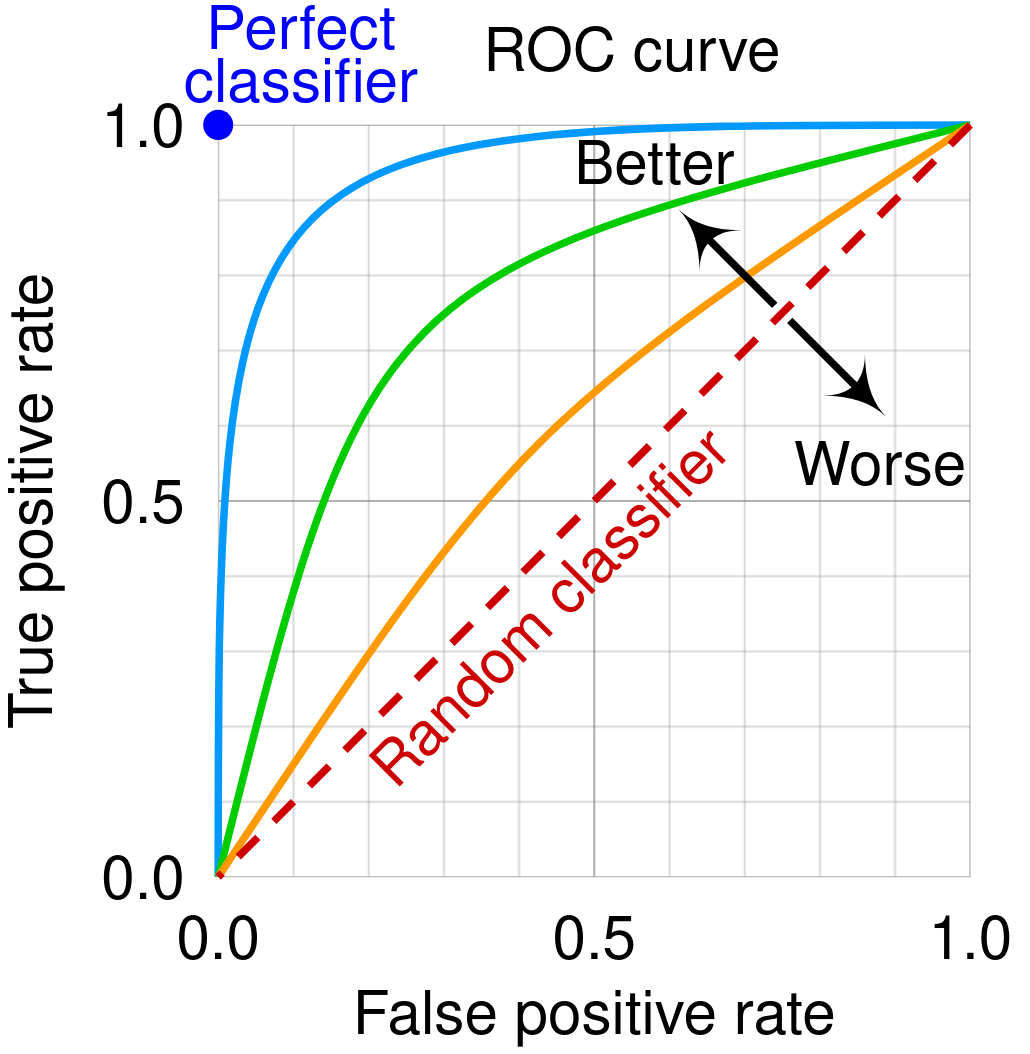 Perfect
classifier
ROC curve
1.0
Better
True positive rate
0.5
Worse
Random classifier
0.0
0.0
0.5
1.0
False positive rate